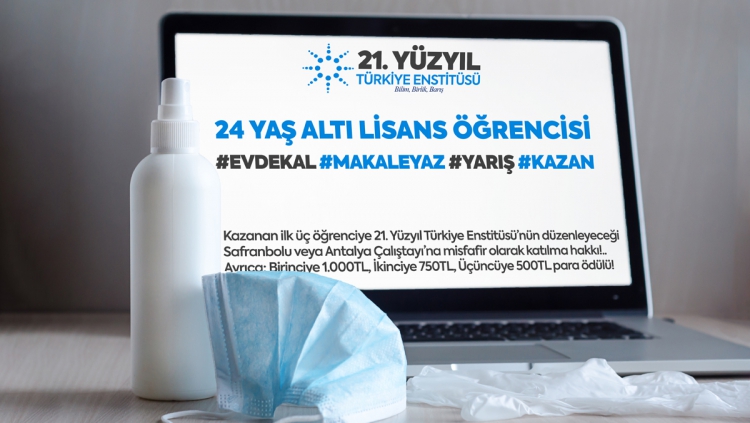 21. YÜZYIL
TÜRKİYE ENSTİTÜSÜ
Bilim, Birlik, Barış
24 YAŞ ALTI LİSANS ÖĞRENCİSİ
#EVDEKAL #MAKALEYAZ #YARIŞ #KAZAN
Kazanan ilk üç öğrenciye 21. Yüzyıl Türkiye Enstitüsü'nün düzenleyeceği
Safranbolu veya Antalya Çalıştayı'na misfafir olarak katılma hakkı!..
Ayrıca: Birinciye 1.000TL, İkinciye 750TL, Üçüncüye 500TL para ödülü!